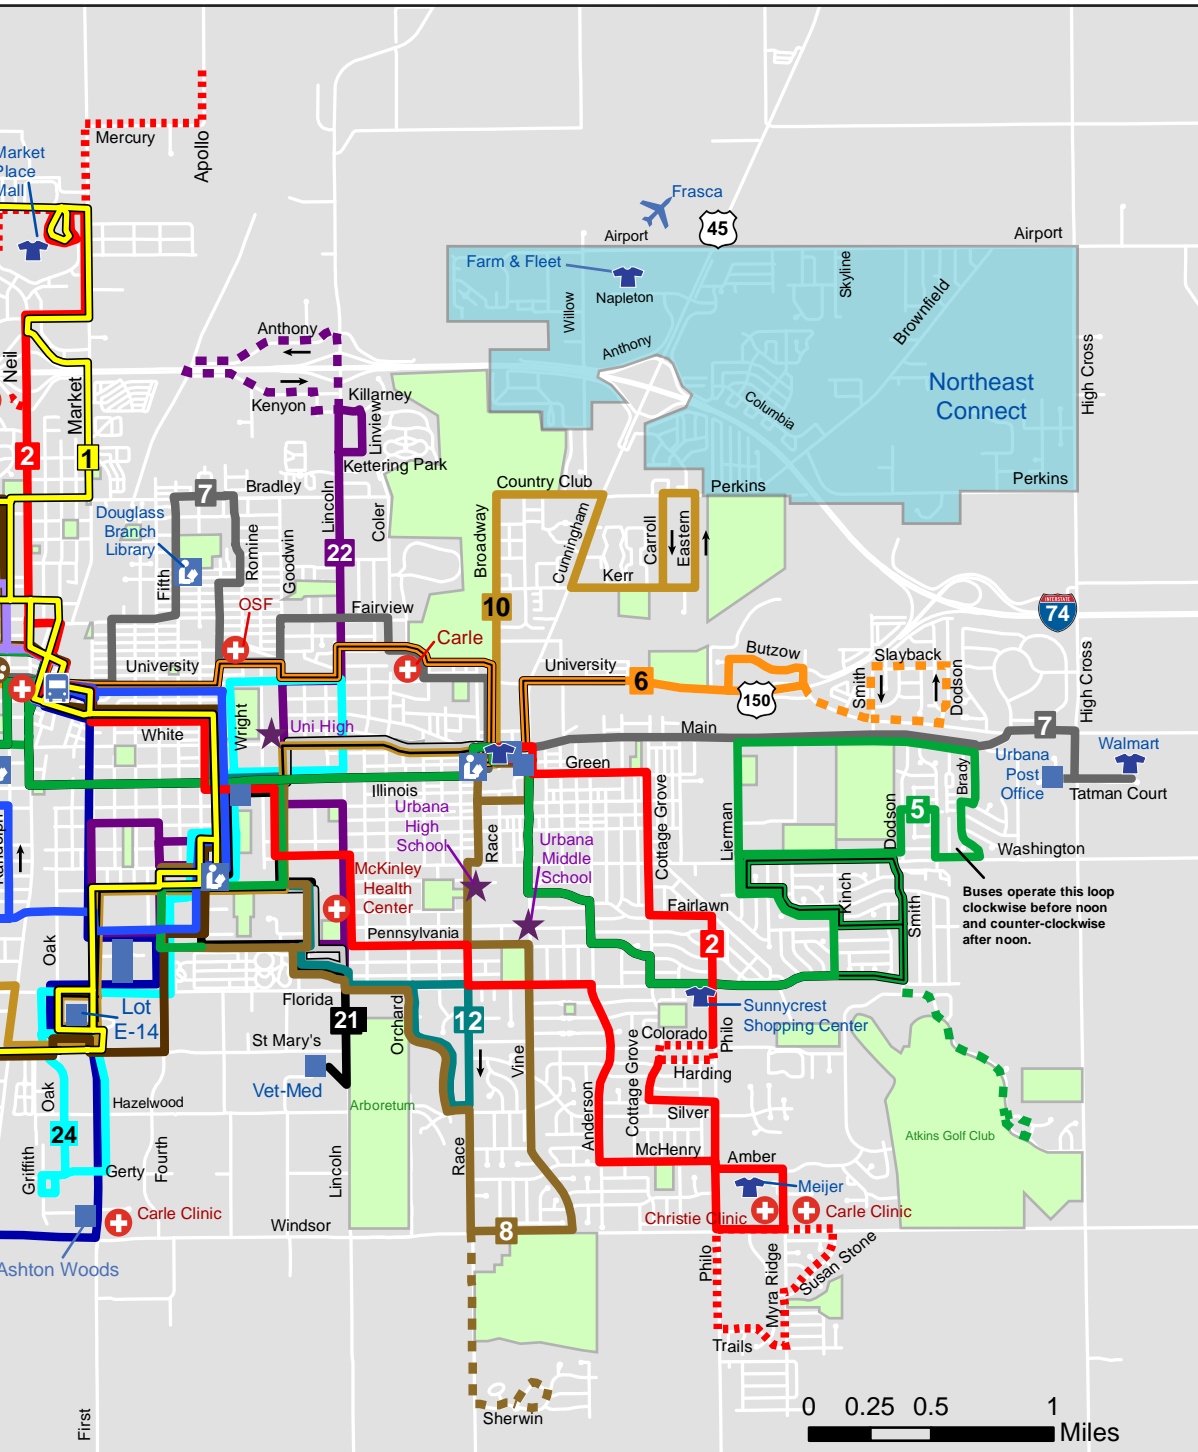 Mercury
Apollo
Market
Place
Mall
Frasca
45
Airport
Airport
Farm & Fleet
Napleton
Willow
Skyline
Brownfield
Anthony
Anthony
Northeast
Connect
Columbia
High Cross
Neil
Market
Kenyon
Killarney
Linview
Kettering Park
2
1
7
Bradley
Country Club
Perkins
Perkins
Douglass
Branch
Library
Lincoln
Coler
Romine
Goodwin
22
Broadway
Cunningham
Carroll
Eastern
Kerr
Fifth
OSF
Fairview
10
INTERSTATE
74
Carle
University
University
6
Butzow
150
Slayback
Smith
Dodson
High Cross
White
Wright
Uni High
Main
7
Green
Urbana
Post
Office
Walmart
Tatman Court
Illinois
Urbana
High
School
Race
Urbana
Middle
School
Cottage Grove
Lierman
Dodson
5
Brady
Washington
Randolph
McKinley
Health
Center
Pennsylvania
Fairlawn
2
Kinch
Smith
Buses operate this loop
clockwise before noon
and counter-clockwise
after noon.
Oak
Lot
E-14
Florida
21
St Mary's
Vet-Med
Orchard
12
Vine
Sunnycrest
Shopping Center
Colorado
Philo
Harding
Cottage Grove
Silver
Anderson
McHenry
Oak
Hazelwood
24
Griffith
Gerty
Fourth
Arboretum
Lincoln
Race
Atkins Golf Club
Amber
Meijer
Christie Clinic
Carle Clinic
Carle Clinic
Windsor
8
Ashton Woods
Philo
Myra Ridge
Susan Stone
Trails
Sherwin
First
0 0.25 0.5 1
Miles